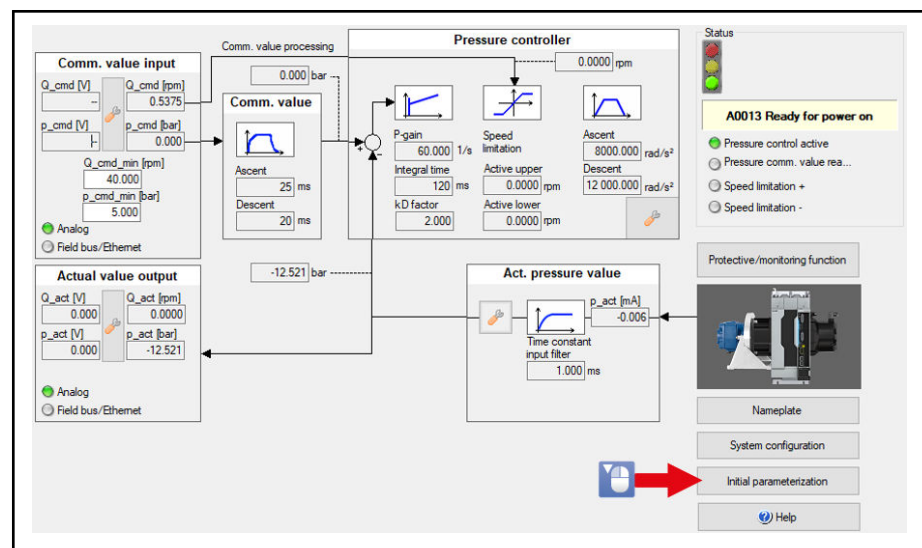 Comm. value input
Q_cmd [V]
Q_cmd [rpm]
--
0.5375
p_cmd [V]
p_cmd [bar]
0.000
Q_cmd_min [rpm]
40.000
p_cmd_min [bar]
5.000
Analog
Field bus/Ethernet
Comm. value processing
0.000 bar
Comm. value
Ascent
25 ms
Descent
20 ms
Pressure controller
0.0000 rpm
+
−
P-gain
60.000 1/s
Integral time
120 ms
kD factor
2.000
Speed
limitation
Active upper
0.0000 rpm
Active lower
0.0000 rpm
Ascent
8000.000 rad/s²
Descent
12 000.000 rad/s²
-12.521 bar
Actual value output
Q_act [V]
Q_act [rpm]
0.000
0.0000
p_act [V]
p_act [bar]
0.000
-12.521
Analog
Field bus/Ethernet
Act. pressure value
p_act [mA]
-0.006
Time constant
input filter
1.000 ms
Status
A0013 Ready for power on
Pressure control active
Pressure comm. value rea...
Speed limitation +
Speed limitation -
Protective/monitoring function
Nameplate
System configuration
Initial parameterization
Help